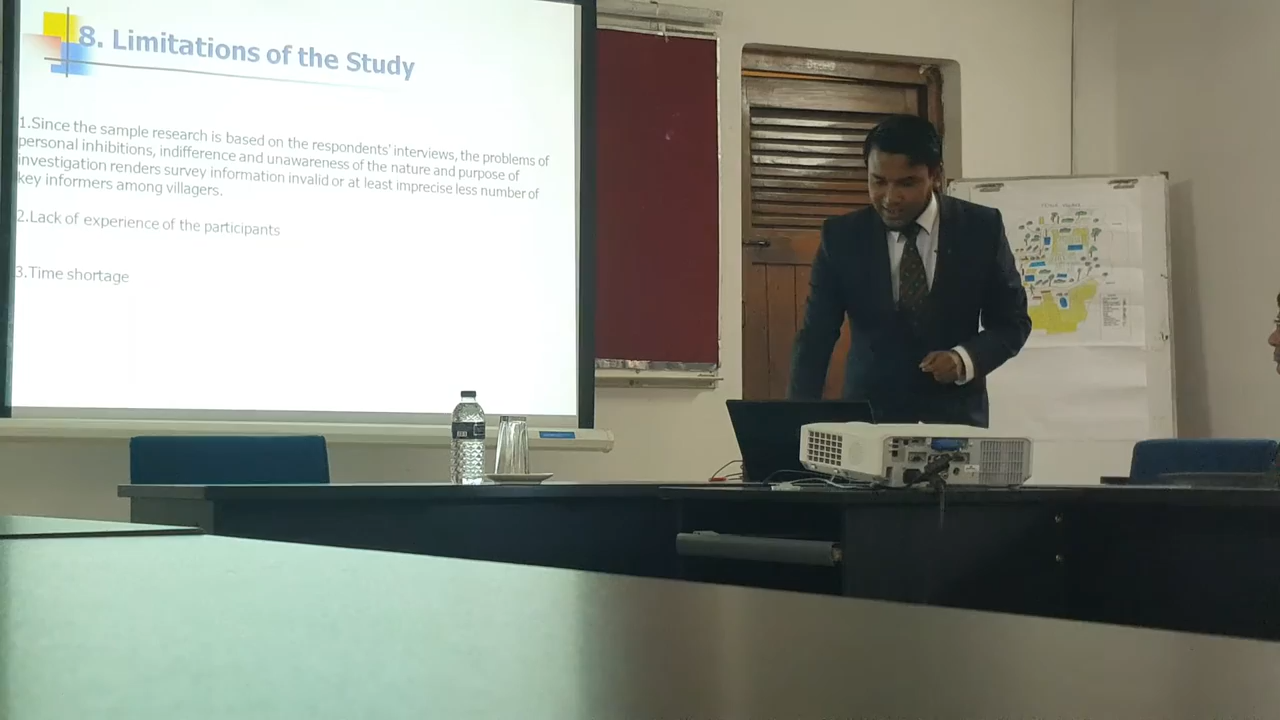 8. Limitations of the Study
1.Since the sample research is based on the respondents' interviews, the problems of
personal inhibitions, indifference and unawareness of the nature and purpose of
investigation renders survey information invalid or at least imprecise less number of
key informers among villagers.
2.Lack of experience of the participants
3.Time shortage